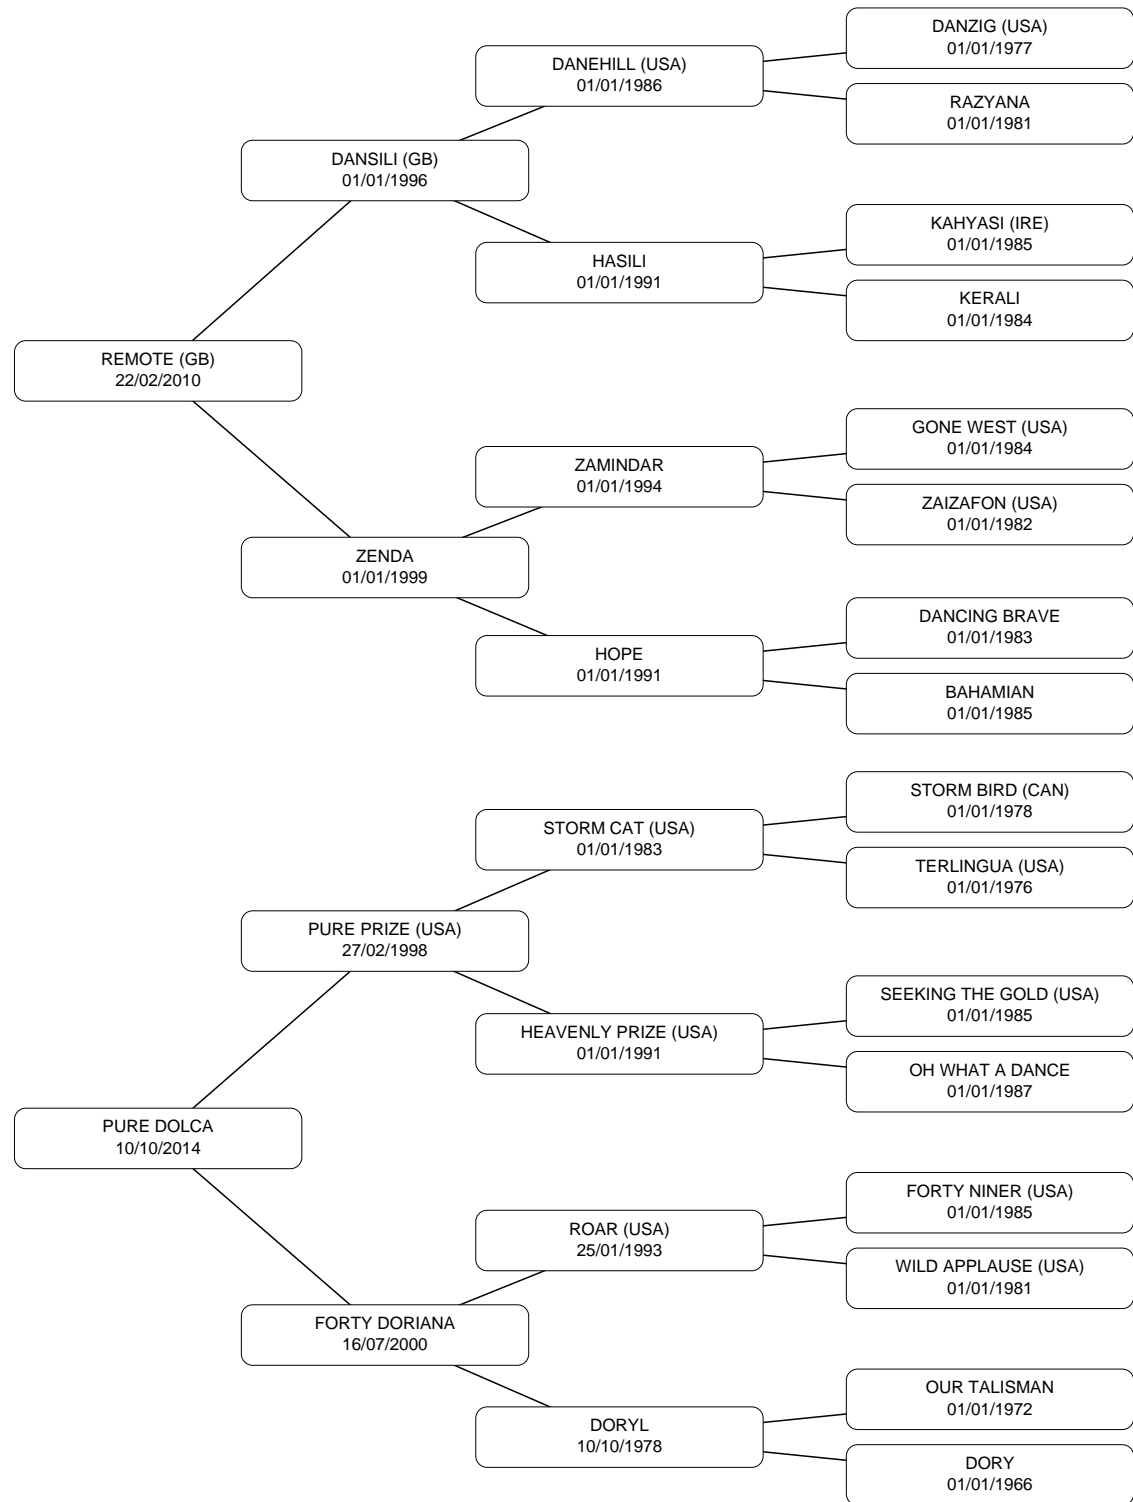 DANZIG (USA)
01/01/1977
DANEHILL (USA)
01/01/1986
RAZYANA
01/01/1981
DANSILI (GB)
01/01/1996
KAHYASI (IRE)
01/01/1985
HASILI
01/01/1991
KERALI
01/01/1984
REMOTE (GB)
22/02/2010
GONE WEST (USA)
01/01/1984
ZAMINDAR
01/01/1994
ZAIZAFON (USA)
01/01/1982
ZENDA
01/01/1999
DANCING BRAVE
01/01/1983
HOPE
01/01/1991
BAHAMIAN
01/01/1985
STORM BIRD (CAN)
01/01/1978
STORM CAT (USA)
01/01/1983
TERLINGUA (USA)
01/01/1976
PURE PRIZE (USA)
27/02/1998
SEEKING THE GOLD (USA)
01/01/1985
HEAVENLY PRIZE (USA)
01/01/1991
OH WHAT A DANCE
01/01/1987
PURE DOLCA
10/10/2014
FORTY NINER (USA)
01/01/1985
ROAR (USA)
25/01/1993
WILD APPLAUSE (USA)
01/01/1981
FORTY DORIANA
16/07/2000
OUR TALISMAN
01/01/1972
DORYL
10/10/1978
DORY
01/01/1966